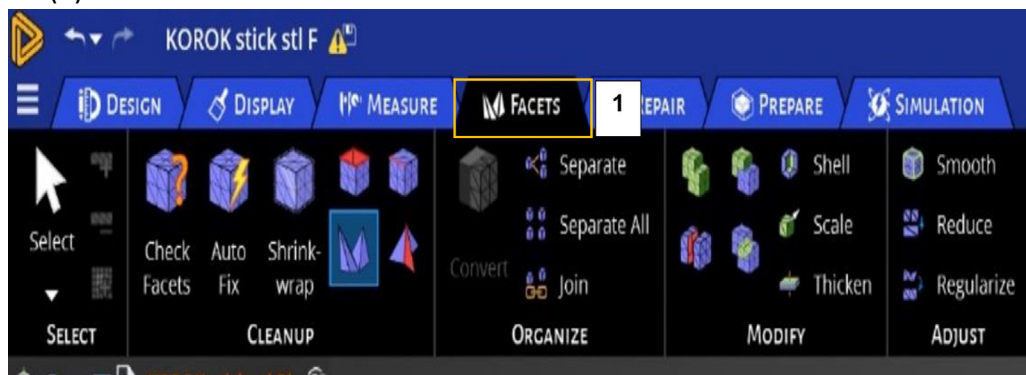 KOROK stick stl F
DESIGN DISPLAY MEASURE FACETS 1 EPAIR PREPARE SIMULATION
Select
Check Facets
Auto Fix
Shrink-wrap
Convert
Separate
Separate All
Join
Shell
Scale
Thicken
Smooth
Reduce
Regularize
SELECT CLEANUP ORGANIZE MODIFY ADJUST